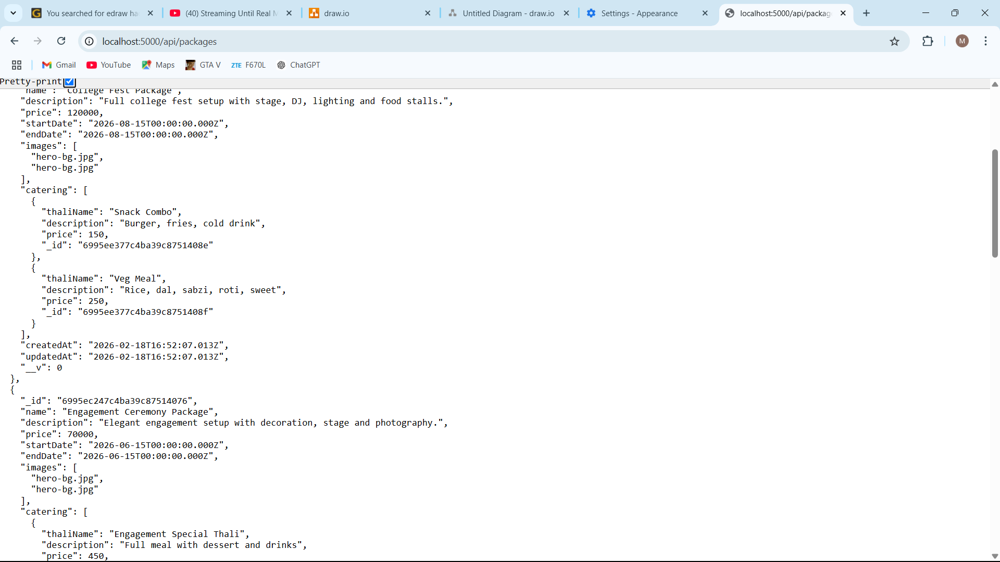 You searched for edraw ha
(40) Streaming Until Real M
draw.io
Untitled Diagram - draw.io
Settings - Appearance
localhost:5000/api/packag
localhost:5000/api/packages
M
Gmail
YouTube
Maps
GTA V
ZTE F670L
ChatGPT
Pretty-print
"name": "College Fest Package",
"description": "Full college fest setup with stage, DJ, lighting and food stalls.",
"price": 120000,
"startDate": "2026-08-15T00:00:00.000Z",
"endDate": "2026-08-15T00:00:00.000Z",
"images": [
"hero-bg.jpg",
"hero-bg.jpg"
],
"catering": [
{
"thaliName": "Snack Combo",
"description": "Burger, fries, cold drink",
"price": 150,
"_id": "6995ee377c4ba39c8751408e"
},
{
"thaliName": "Veg Meal",
"description": "Rice, dal, sabzi, roti, sweet",
"price": 250,
"_id": "6995ee377c4ba39c8751408f"
}
],
"createdAt": "2026-02-18T16:52:07.013Z",
"updatedAt": "2026-02-18T16:52:07.013Z",
"__v": 0
},
{
"_id": "6995ec247c4ba39c87514076",
"name": "Engagement Ceremony Package",
"description": "Elegant engagement setup with decoration, stage and photography.",
"price": 70000,
"startDate": "2026-06-15T00:00:00.000Z",
"endDate": "2026-06-15T00:00:00.000Z",
"images": [
"hero-bg.jpg",
"hero-bg.jpg"
],
"catering": [
{
"thaliName": "Engagement Special Thali",
"description": "Full meal with dessert and drinks",
"price": 450,